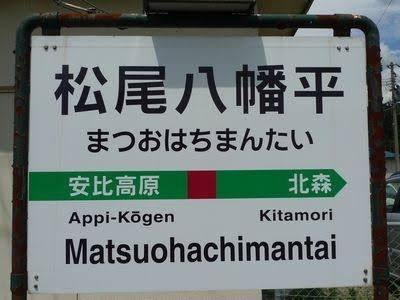 松尾八幡平
まつおはちまんたい
安比高原 北森
Appi-Kōgen Kitamori
Matsuohachimantai